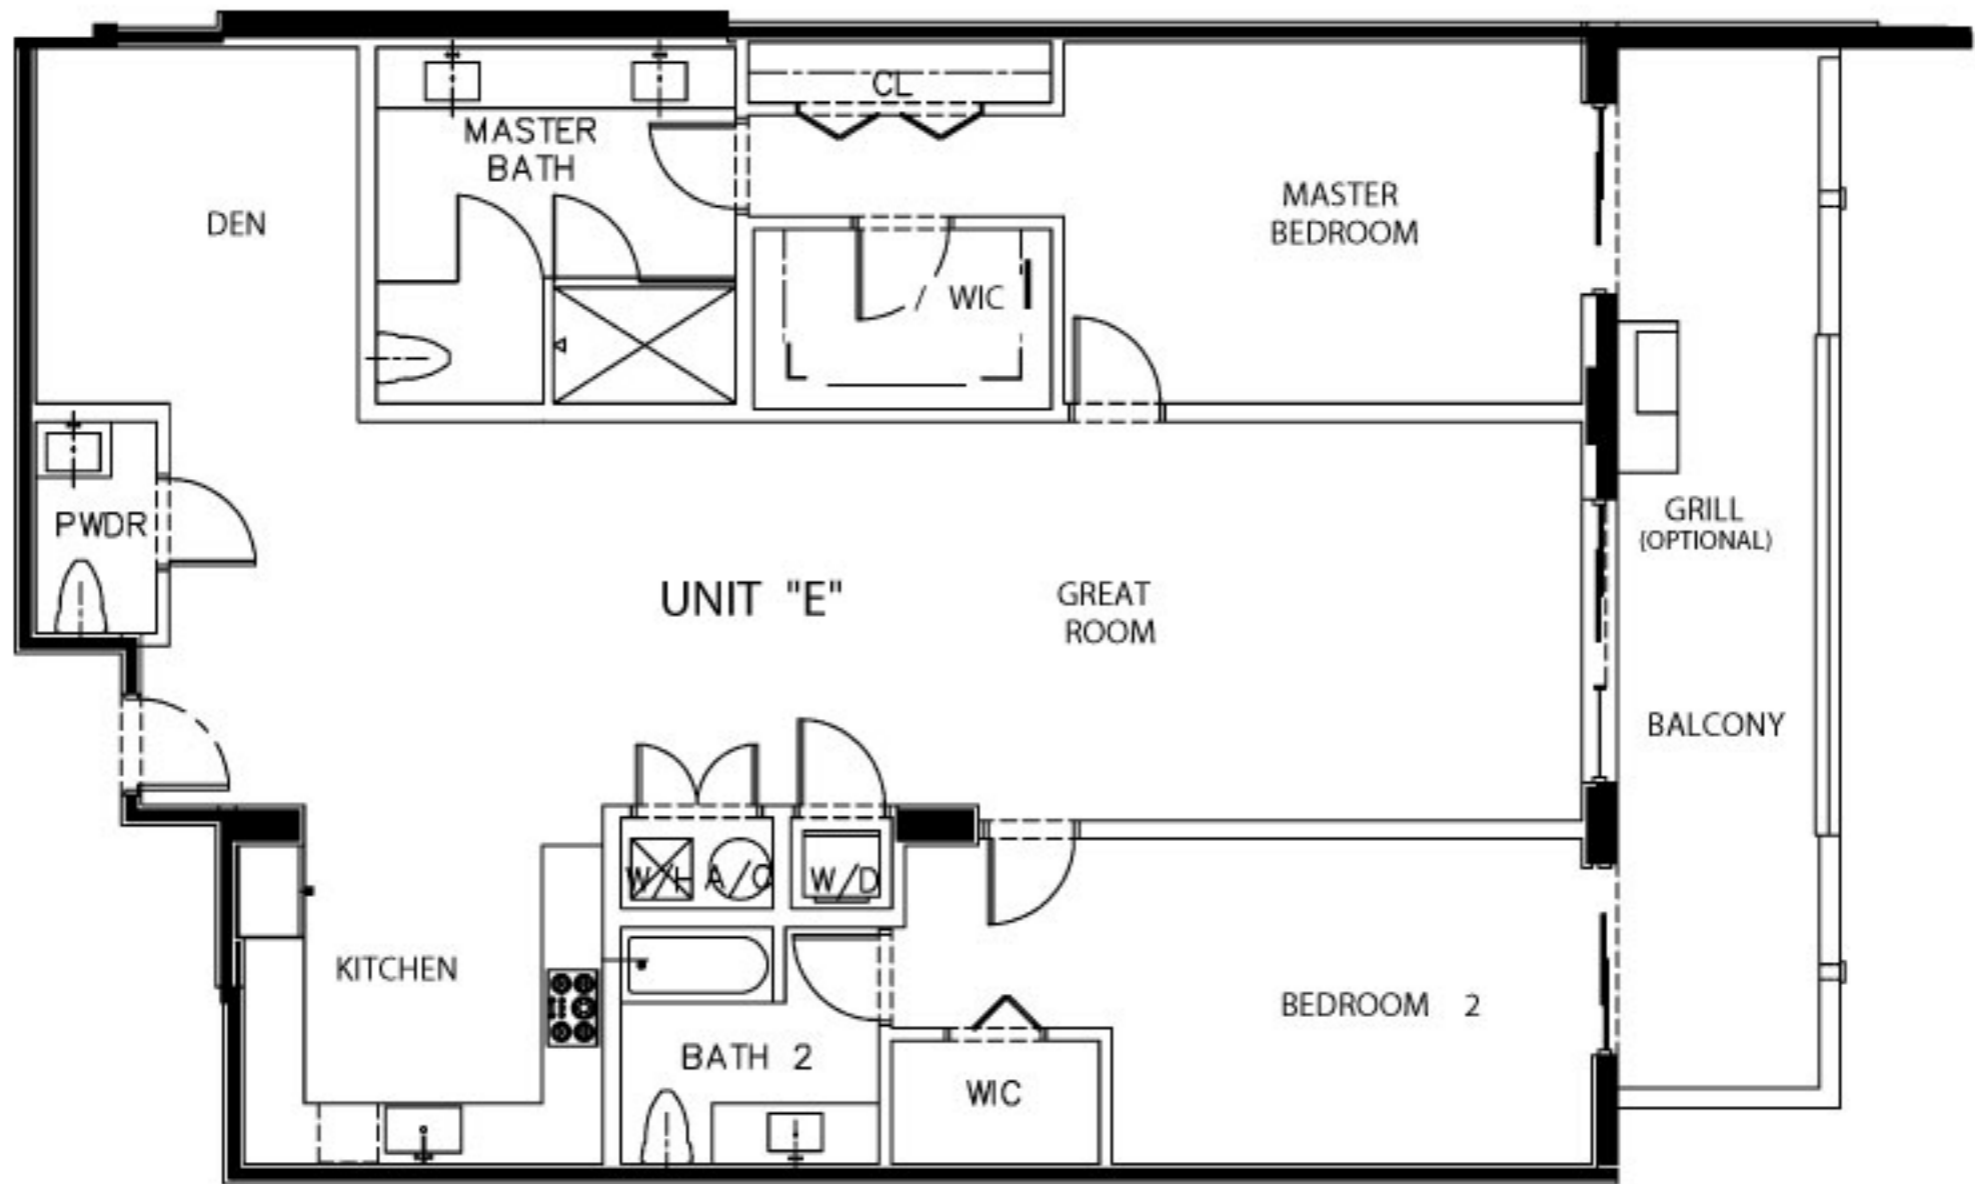 CL
MASTER
BATH
DEN
MASTER
BEDROOM
WIC
PWDR
GRILL
(OPTIONAL)
UNIT "E"
GREAT
ROOM
BALCONY
W/H
A/C
W/D
KITCHEN
BEDROOM 2
BATH 2
WIC